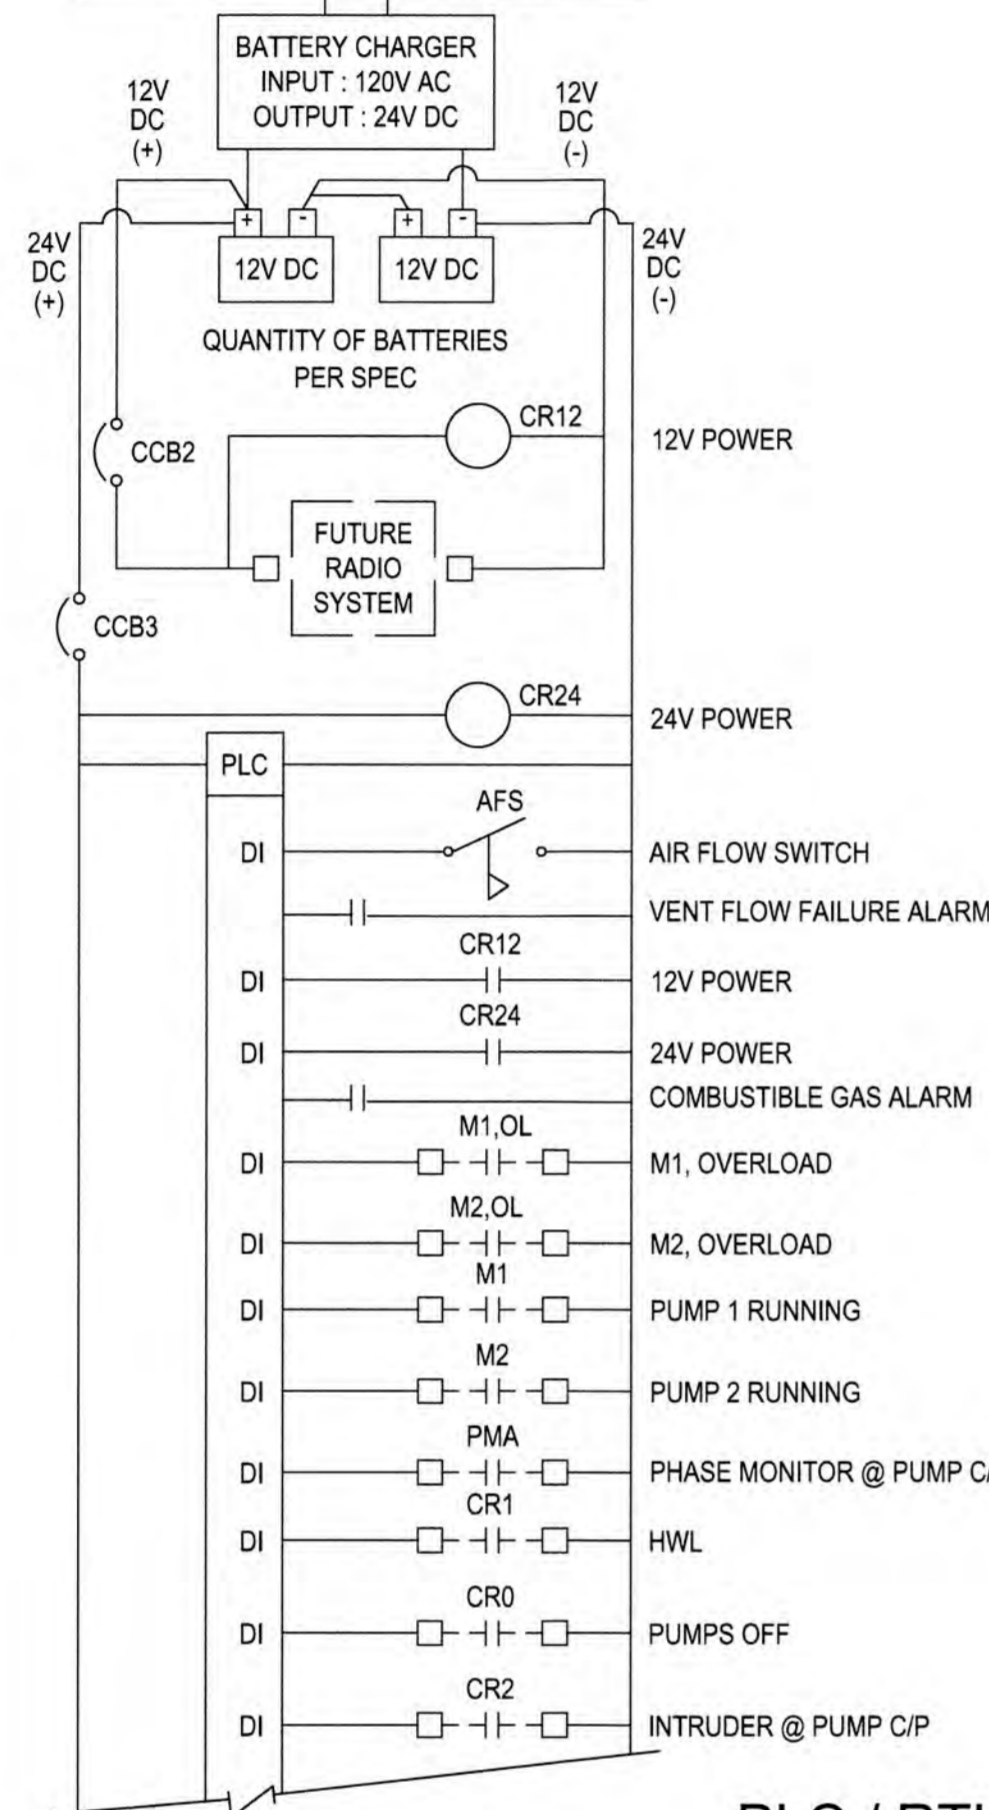 BATTERY CHARGER
INPUT : 120V AC
OUTPUT : 24V DC
12V
DC
(+)
12V
DC
(-)
+ - + -
24V
DC
(+)
12V DC 12V DC
24V
DC
(-)
QUANTITY OF BATTERIES
PER SPEC
CR12
12V POWER
CCB2
FUTURE
RADIO
SYSTEM
CCB3
CR24
24V POWER
PLC
AFS
DI AIR FLOW SWITCH
VENT FLOW FAILURE ALARM
CR12
DI 12V POWER
CR24
DI 24V POWER
COMBUSTIBLE GAS ALARM
M1,OL
DI M1, OVERLOAD
M2,OL
DI M2, OVERLOAD
M1
DI PUMP 1 RUNNING
M2
DI PUMP 2 RUNNING
PMA
DI PHASE MONITOR @ PUMP C/
CR1
DI HWL
CR0
DI PUMPS OFF
CR2
DI INTRUDER @ PUMP C/P